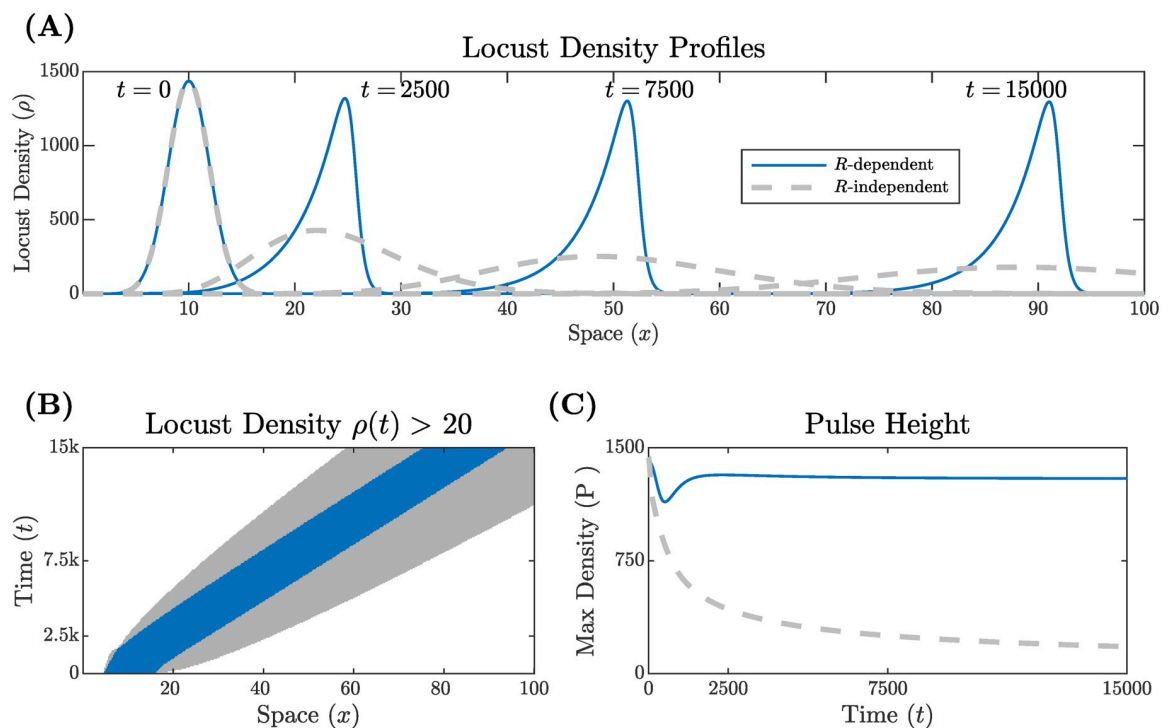 (A)
Locust Density Profiles
1500
1000
500
0
Locust Density (ρ)
t = 0
t = 2500
t = 7500
t = 15000
R-dependent
R-independent
10
20
30
40
50
60
70
80
90
100
Space (x)
(B)
Locust Density ρ(t) > 20
15k
7.5k
2.5k
0
Time (t)
20
40
60
80
100
Space (x)
(C)
Pulse Height
1500
750
0
Max Density (P )
0
2500
7500
15000
Time (t)